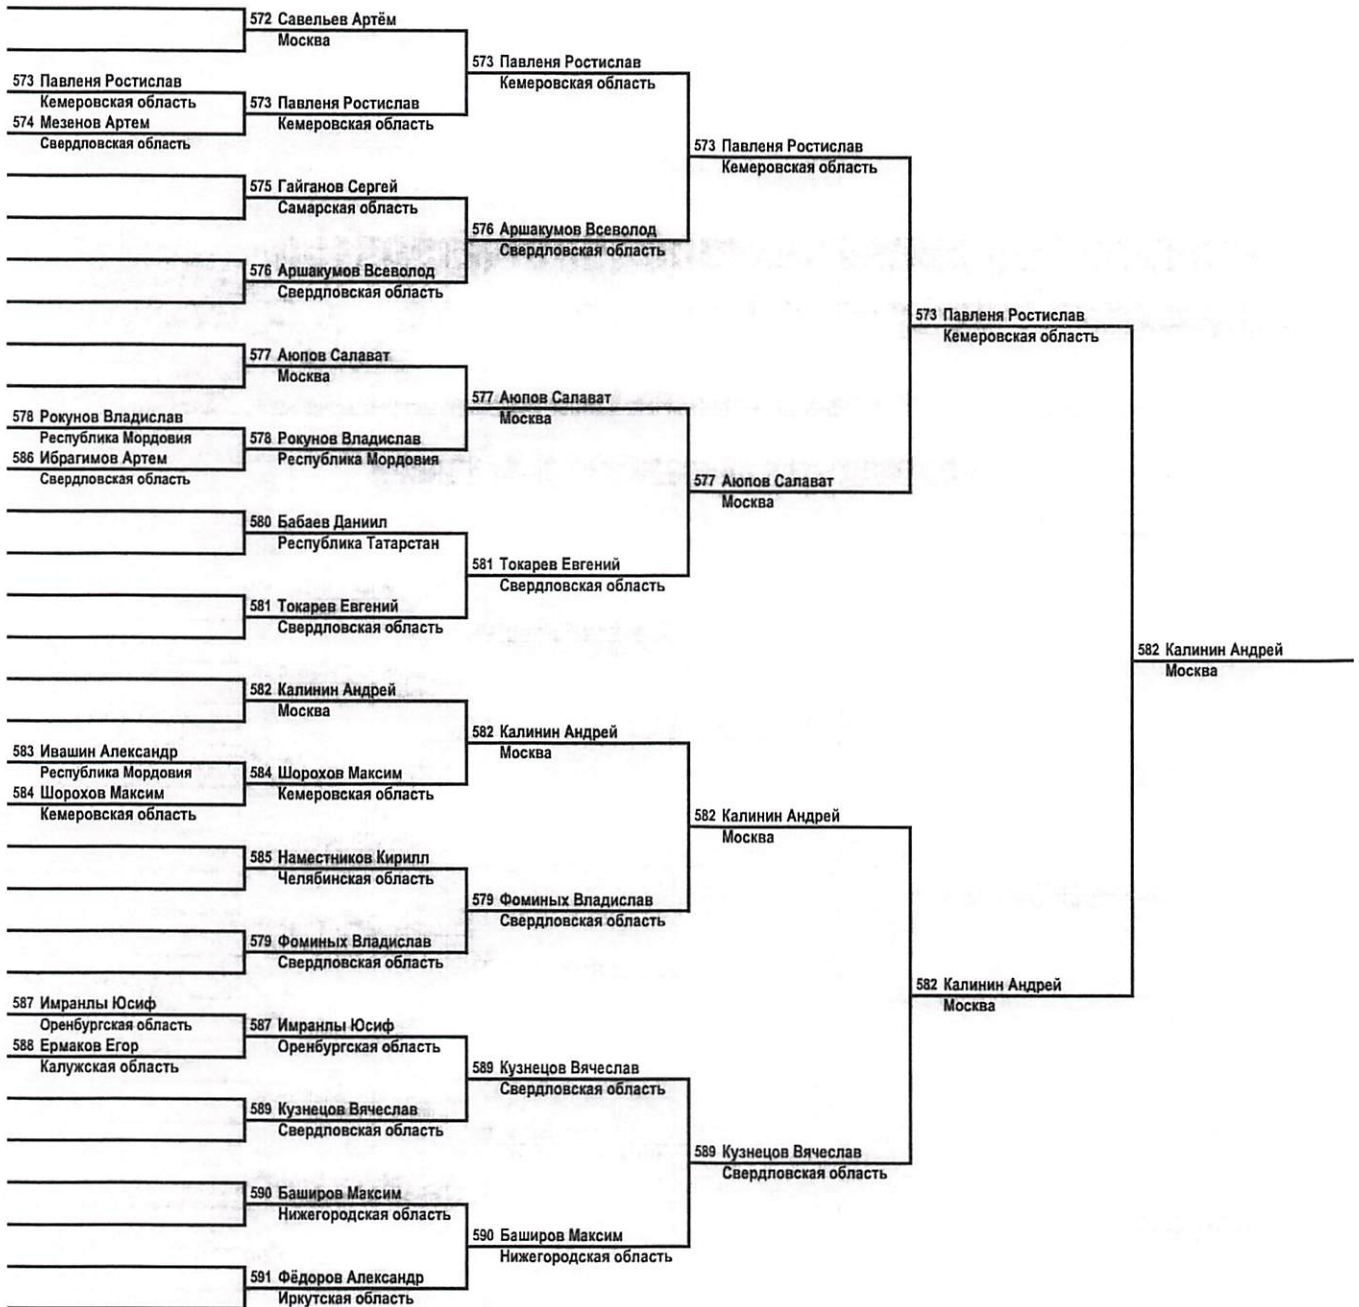 572 Савельев Артём
Москва
573 Павленя Ростислав
Кемеровская область
573 Павленя Ростислав
Кемеровская область
574 Мезенов Артем
Свердловская область
573 Павленя Ростислав
Кемеровская область
573 Павленя Ростислав
Кемеровская область
575 Гайганов Сергей
Самарская область
576 Аршакумов Всеволод
Свердловская область
576 Аршакумов Всеволод
Свердловская область
573 Павленя Ростислав
Кемеровская область
577 Аюпов Салават
Москва
577 Аюпов Салават
Москва
578 Рокунов Владислав
Республика Мордовия
586 Ибрагимов Артем
Свердловская область
578 Рокунов Владислав
Республика Мордовия
577 Аюпов Салават
Москва
580 Бабаев Даниил
Республика Татарстан
581 Токарев Евгений
Свердловская область
581 Токарев Евгений
Свердловская область
582 Калинин Андрей
Москва
582 Калинин Андрей
Москва
582 Калинин Андрей
Москва
583 Ивашин Александр
Республика Мордовия
584 Шорохов Максим
Кемеровская область
584 Шорохов Максим
Кемеровская область
582 Калинин Андрей
Москва
585 Наместников Кирилл
Челябинская область
579 Фоминых Владислав
Свердловская область
579 Фоминых Владислав
Свердловская область
582 Калинин Андрей
Москва
587 Имранлы Юсиф
Оренбургская область
588 Ермаков Егор
Калужская область
587 Имранлы Юсиф
Оренбургская область
589 Кузнецов Вячеслав
Свердловская область
589 Кузнецов Вячеслав
Свердловская область
589 Кузнецов Вячеслав
Свердловская область
590 Баширов Максим
Нижегородская область
590 Баширов Максим
Нижегородская область
591 Фёдоров Александр
Иркутская область